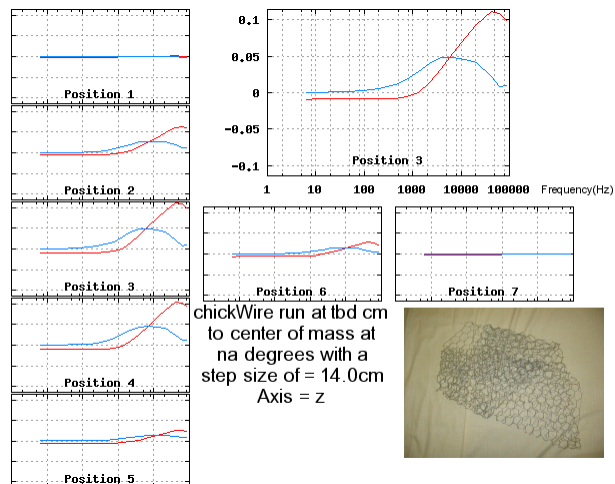 Position 1
Position 2
Position 3
Position 4
Position 5
0.1
0.05
0
-0.05
-0.1
Position 3
1 10 100 1000 10000 100000 Frequency(Hz)
Position 6
Position 7
chickWire run at tbd cm
to center of mass at
na degrees with a
step size of = 14.0cm
Axis = z